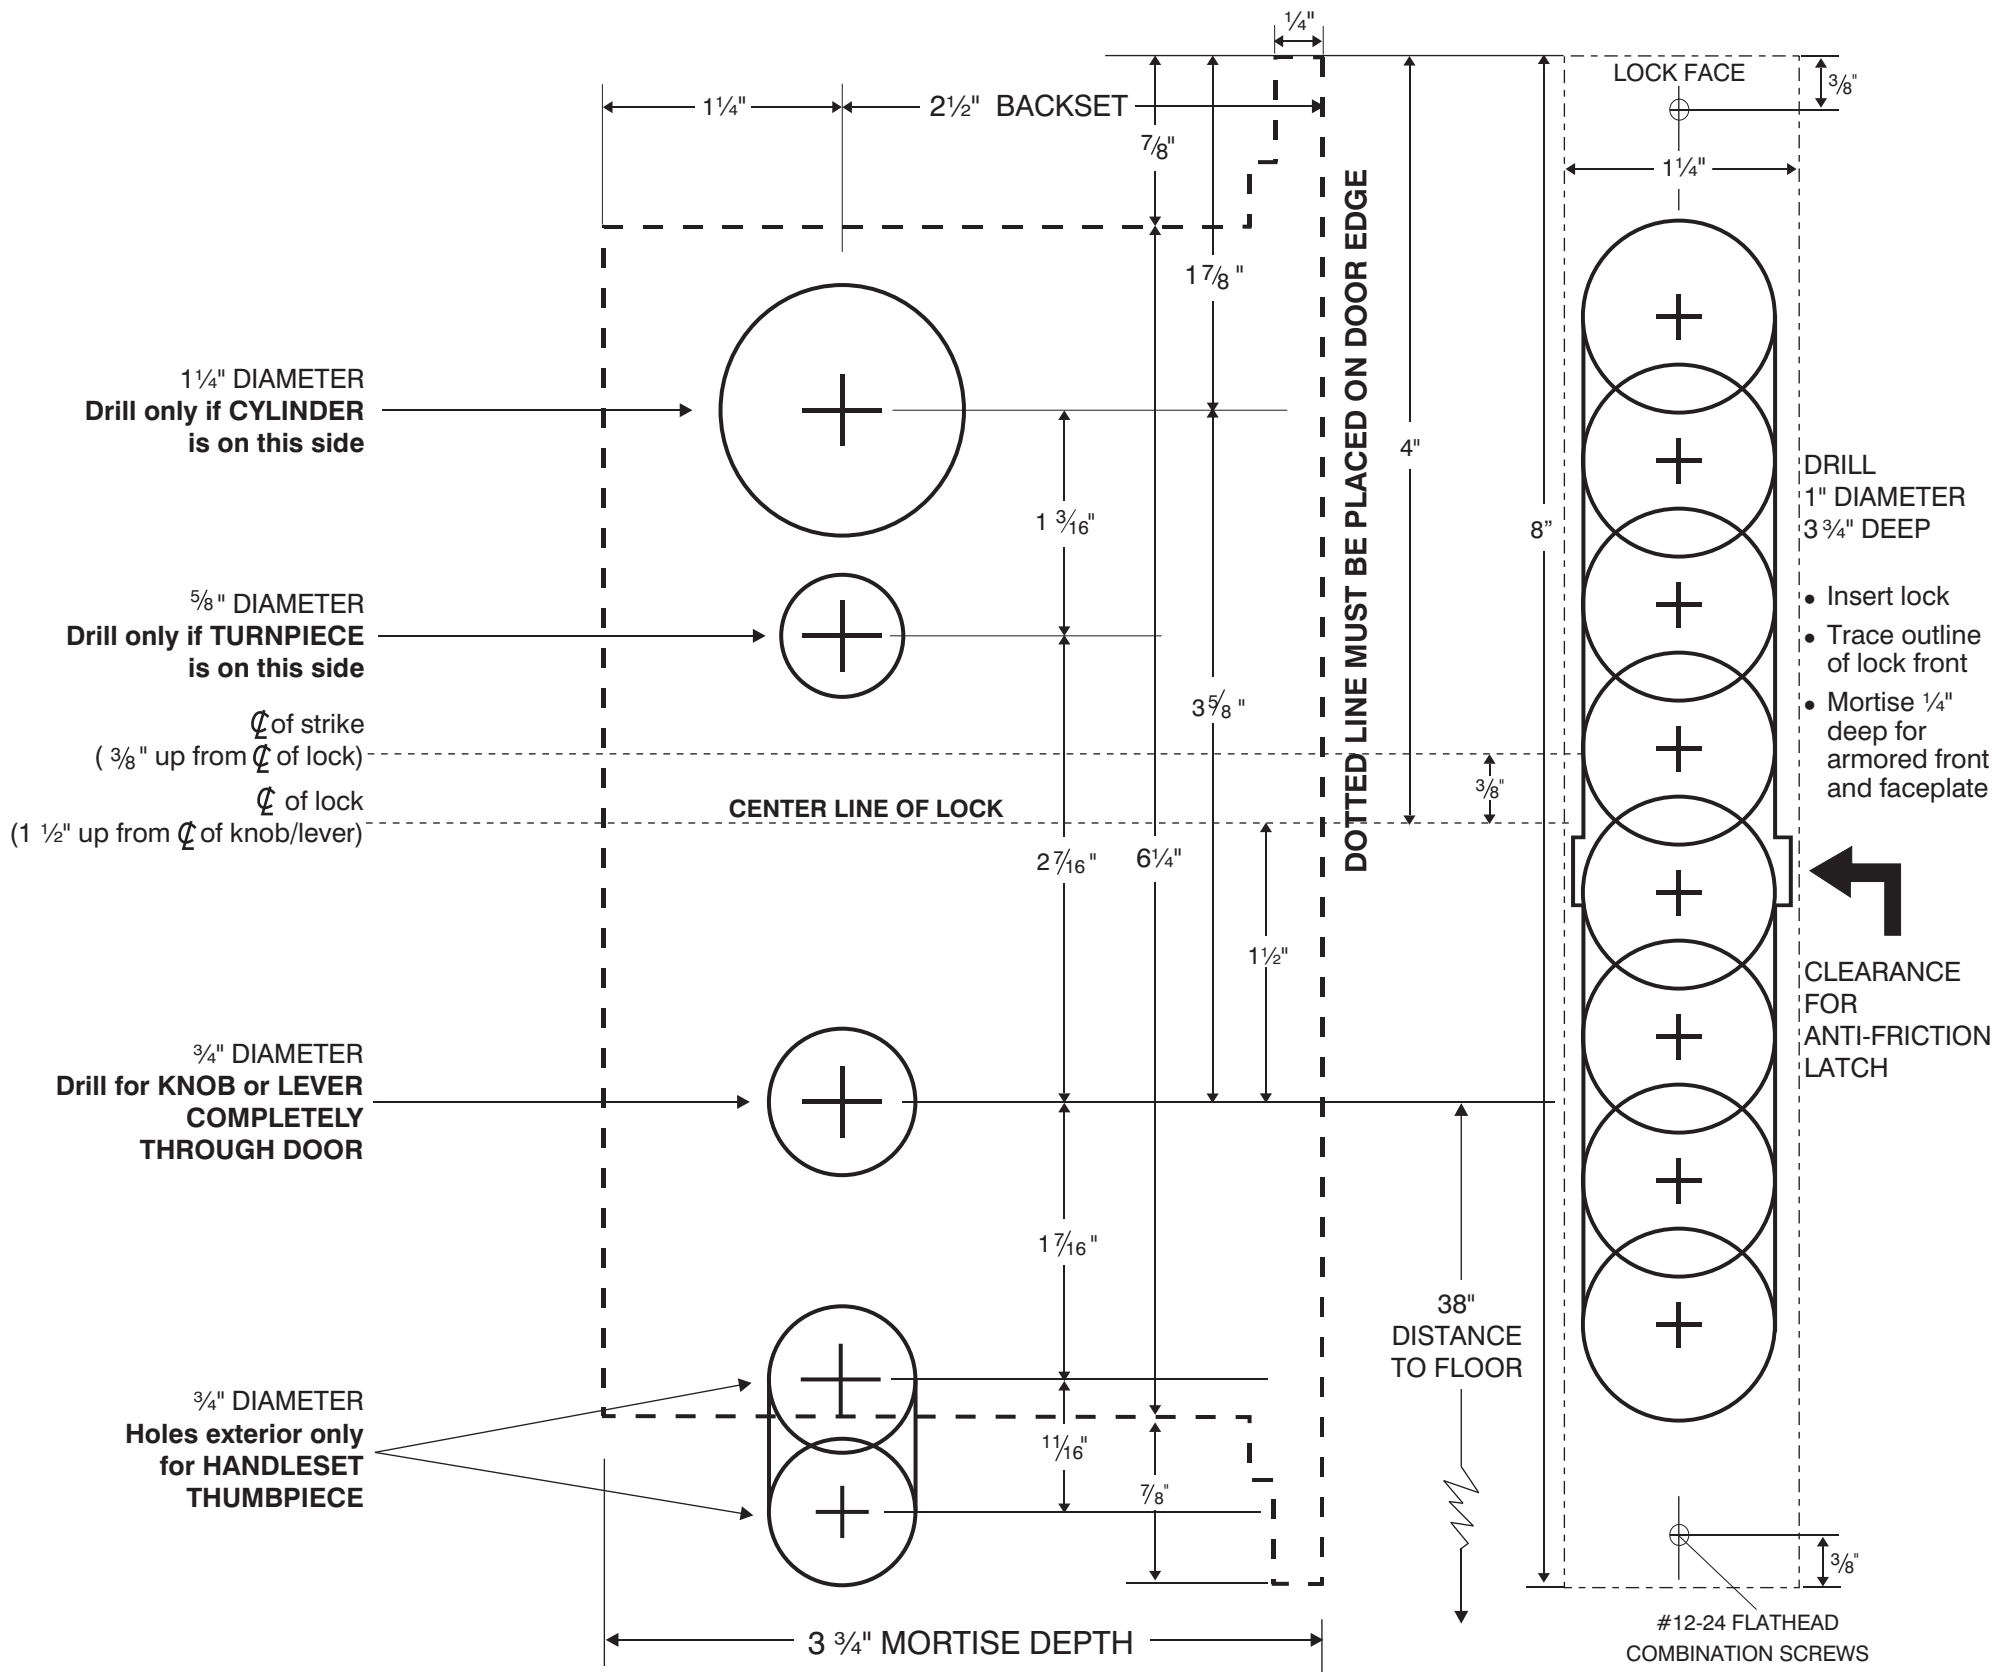 ¼"
LOCK FACE
3/8"
1¼"
2½" BACKSET
7/8"
1¼"
DOTTED LINE MUST BE PLACED ON DOOR EDGE
1 7/8 "
1¼" DIAMETER
Drill only if CYLINDER
is on this side
4"
8”
1 3/16"
DRILL
1" DIAMETER
3 ¾" DEEP
• Insert lock
• Trace outline
of lock front
• Mortise ¼"
deep for
armored front
and faceplate
5/8" DIAMETER
Drill only if TURNPIECE
is on this side
3 5/8 "
℄ of strike
( 3/8 " up from ℄ of lock)
3/8"
℄ of lock
(1 ½" up from ℄ of knob/lever)
CENTER LINE OF LOCK
2 7/16 "
6¼"
1½"
CLEARANCE
FOR
ANTI-FRICTION
LATCH
¾" DIAMETER
Drill for KNOB or LEVER
COMPLETELY
THROUGH DOOR
1 7/16 "
38"
DISTANCE
TO FLOOR
¾" DIAMETER
Holes exterior only
for HANDLESET
THUMBPIECE
11/16"
7/8"
3/8"
3 ¾" MORTISE DEPTH
#12-24 FLATHEAD
COMBINATION SCREWS